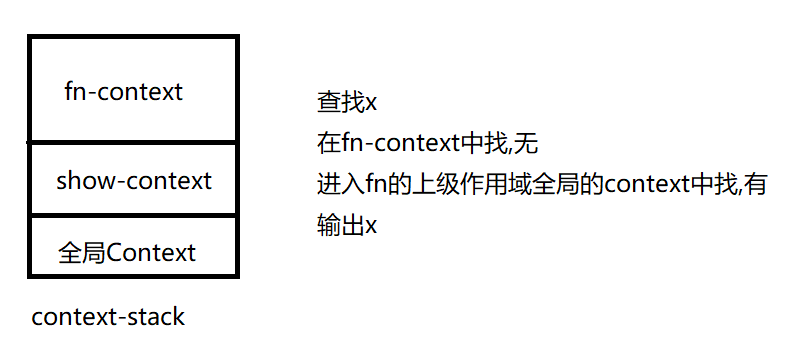 fn-context
show-context
全局Context
context-stack
查找x
在fn-context中找,无
进入fn的上级作用域全局的context中找,有
输出x